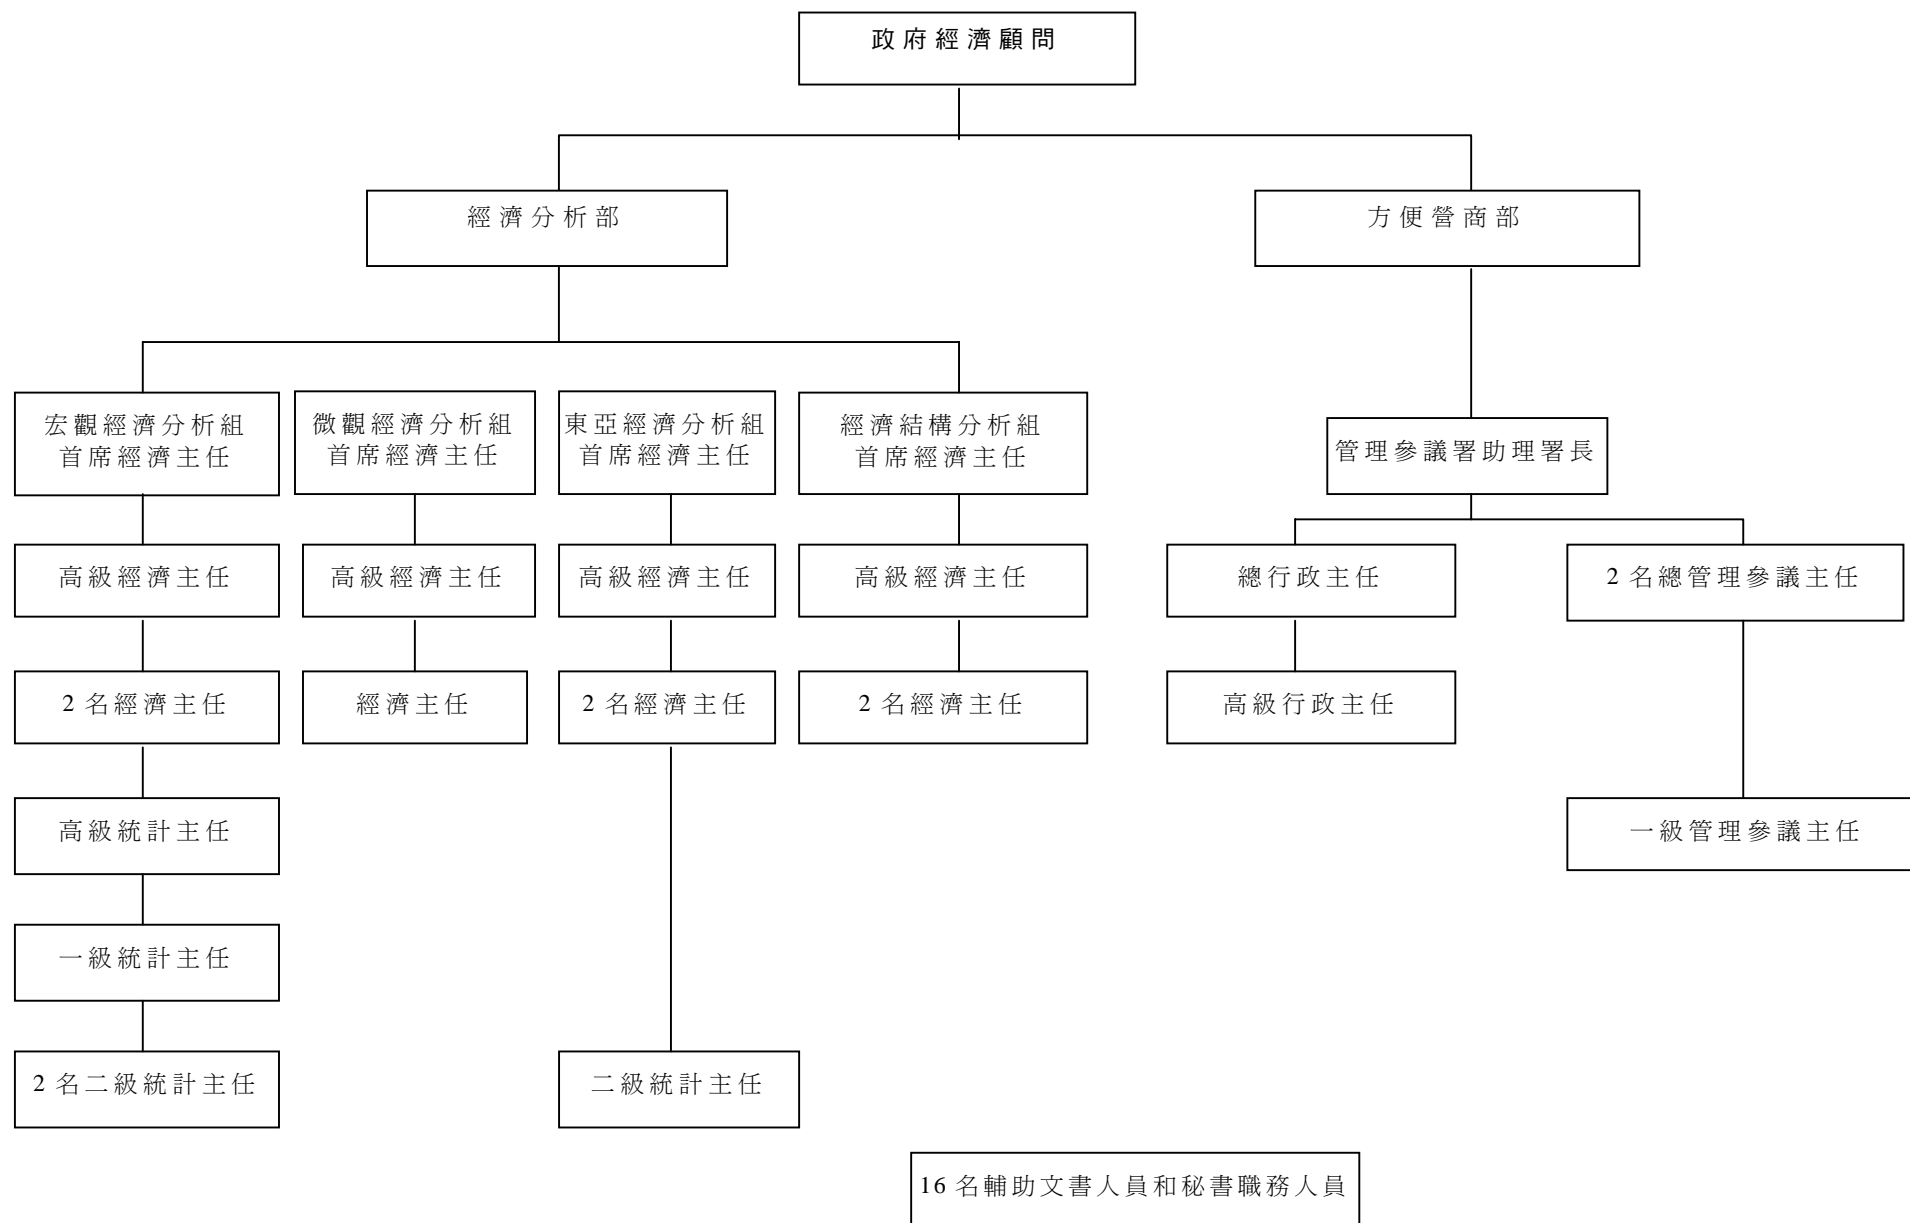 政府經濟顧問
經濟分析部
方便營商部
宏觀經濟分析組
首席經濟主任
微觀經濟分析組
首席經濟主任
東亞經濟分析組
首席經濟主任
經濟結構分析組
首席經濟主任
管理參議署助理署長
高級經濟主任
高級經濟主任
高級經濟主任
高級經濟主任
總行政主任
2 名總管理參議主任
2 名經濟主任
經濟主任
2 名經濟主任
2 名經濟主任
高級行政主任
高級統計主任
一級管理參議主任
一級統計主任
2 名二級統計主任
二級統計主任
16 名輔助文書人員和秘書職務人員